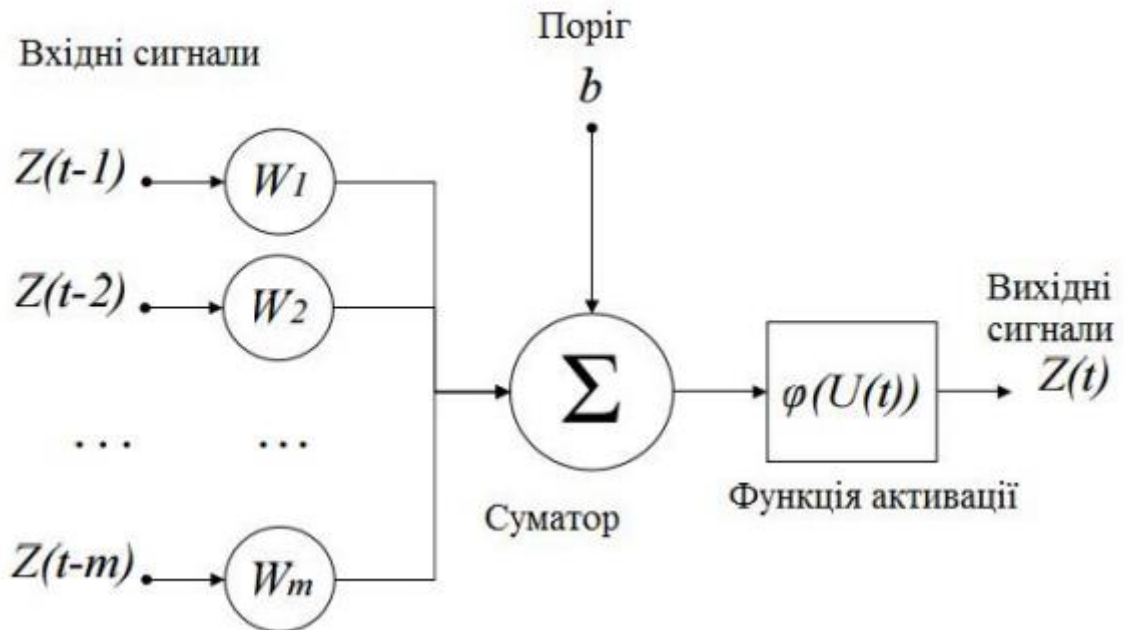 Вхідні сигнали
Поріг
b
Z(t-1)
W1
Z(t-2)
W2
... ...
Z(t-m)
Wm
Σ
Суматор
φ(U(t))
Функція активації
Вихідні
сигнали
Z(t)